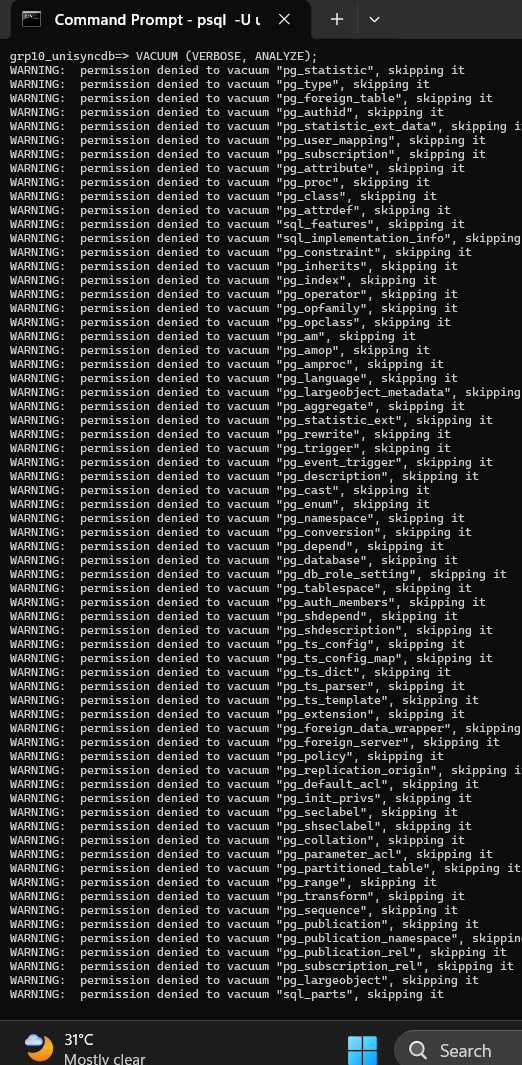 Command Prompt - psql -U u
grp10_unisyncdb=> VACUUM (VERBOSE, ANALYZE);
WARNING:  permission denied to vacuum "pg_statistic", skipping it
WARNING:  permission denied to vacuum "pg_type", skipping it
WARNING:  permission denied to vacuum "pg_foreign_table", skipping it
WARNING:  permission denied to vacuum "pg_authid", skipping it
WARNING:  permission denied to vacuum "pg_statistic_ext_data", skipping i
WARNING:  permission denied to vacuum "pg_user_mapping", skipping it
WARNING:  permission denied to vacuum "pg_subscription", skipping it
WARNING:  permission denied to vacuum "pg_attribute", skipping it
WARNING:  permission denied to vacuum "pg_proc", skipping it
WARNING:  permission denied to vacuum "pg_class", skipping it
WARNING:  permission denied to vacuum "pg_attrdef", skipping it
WARNING:  permission denied to vacuum "sql_features", skipping it
WARNING:  permission denied to vacuum "sql_implementation_info", skipping
WARNING:  permission denied to vacuum "pg_constraint", skipping it
WARNING:  permission denied to vacuum "pg_inherits", skipping it
WARNING:  permission denied to vacuum "pg_index", skipping it
WARNING:  permission denied to vacuum "pg_operator", skipping it
WARNING:  permission denied to vacuum "pg_opfamily", skipping it
WARNING:  permission denied to vacuum "pg_opclass", skipping it
WARNING:  permission denied to vacuum "pg_am", skipping it
WARNING:  permission denied to vacuum "pg_amop", skipping it
WARNING:  permission denied to vacuum "pg_amproc", skipping it
WARNING:  permission denied to vacuum "pg_language", skipping it
WARNING:  permission denied to vacuum "pg_largeobject_metadata", skipping
WARNING:  permission denied to vacuum "pg_aggregate", skipping it
WARNING:  permission denied to vacuum "pg_statistic_ext", skipping it
WARNING:  permission denied to vacuum "pg_rewrite", skipping it
WARNING:  permission denied to vacuum "pg_trigger", skipping it
WARNING:  permission denied to vacuum "pg_event_trigger", skipping it
WARNING:  permission denied to vacuum "pg_description", skipping it
WARNING:  permission denied to vacuum "pg_cast", skipping it
WARNING:  permission denied to vacuum "pg_enum", skipping it
WARNING:  permission denied to vacuum "pg_namespace", skipping it
WARNING:  permission denied to vacuum "pg_conversion", skipping it
WARNING:  permission denied to vacuum "pg_depend", skipping it
WARNING:  permission denied to vacuum "pg_database", skipping it
WARNING:  permission denied to vacuum "pg_db_role_setting", skipping it
WARNING:  permission denied to vacuum "pg_tablespace", skipping it
WARNING:  permission denied to vacuum "pg_auth_members", skipping it
WARNING:  permission denied to vacuum "pg_shdepend", skipping it
WARNING:  permission denied to vacuum "pg_shdescription", skipping it
WARNING:  permission denied to vacuum "pg_ts_config", skipping it
WARNING:  permission denied to vacuum "pg_ts_config_map", skipping it
WARNING:  permission denied to vacuum "pg_ts_dict", skipping it
WARNING:  permission denied to vacuum "pg_ts_parser", skipping it
WARNING:  permission denied to vacuum "pg_ts_template", skipping it
WARNING:  permission denied to vacuum "pg_extension", skipping it
WARNING:  permission denied to vacuum "pg_foreign_data_wrapper", skipping
WARNING:  permission denied to vacuum "pg_foreign_server", skipping it
WARNING:  permission denied to vacuum "pg_policy", skipping it
WARNING:  permission denied to vacuum "pg_replication_origin", skipping it
WARNING:  permission denied to vacuum "pg_default_acl", skipping it
WARNING:  permission denied to vacuum "pg_init_privs", skipping it
WARNING:  permission denied to vacuum "pg_seclabel", skipping it
WARNING:  permission denied to vacuum "pg_shseclabel", skipping it
WARNING:  permission denied to vacuum "pg_collation", skipping it
WARNING:  permission denied to vacuum "pg_parameter_acl", skipping it
WARNING:  permission denied to vacuum "pg_partitioned_table", skipping it
WARNING:  permission denied to vacuum "pg_range", skipping it
WARNING:  permission denied to vacuum "pg_transform", skipping it
WARNING:  permission denied to vacuum "pg_sequence", skipping it
WARNING:  permission denied to vacuum "pg_publication", skipping it
WARNING:  permission denied to vacuum "pg_publication_namespace", skippin
WARNING:  permission denied to vacuum "pg_publication_rel", skipping it
WARNING:  permission denied to vacuum "pg_subscription_rel", skipping it
WARNING:  permission denied to vacuum "pg_largeobject", skipping it
WARNING:  permission denied to vacuum "sql_parts", skipping it
31°C
Mostly clear
Search